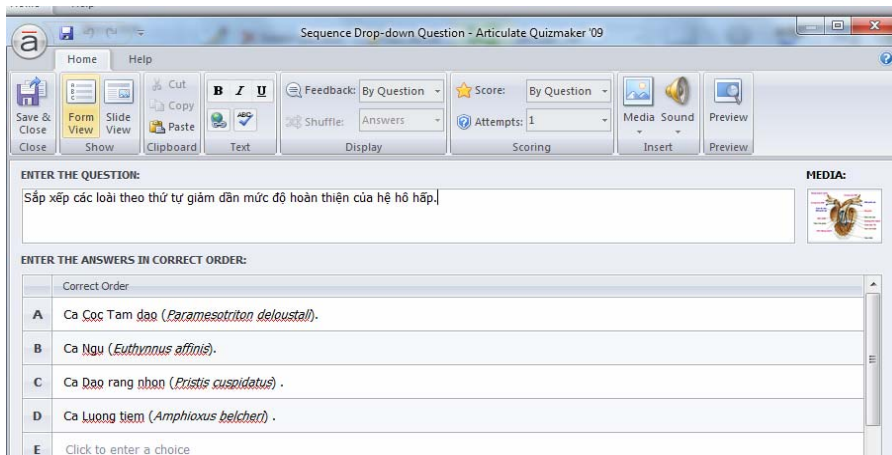 Sequence Drop-down Question - Articulate Quizmaker '09
Home Help
Save & Close
Form View
Slide View
Cut
Copy
Paste
B I U
ABC
Feedback: By Question
Shuffle: Answers
Score: By Question
Attempts: 1
Media Sound
Preview
Close Show Clipboard Text Display Scoring Insert Preview
ENTER THE QUESTION: MEDIA:
Sắp xếp các loài theo thứ tự giảm dần mức độ hoàn thiện của hệ hô hấp.
ENTER THE ANSWERS IN CORRECT ORDER:
Correct Order
A Ca Coc Tam dao (Paramesotriton deloustali).
B Ca Ngu (Euthynnus affinis).
C Ca Dao rang nhon (Pristis cuspidatus) .
D Ca Luong tiem (Amphioxus belcheri) .
E Click to enter a choice